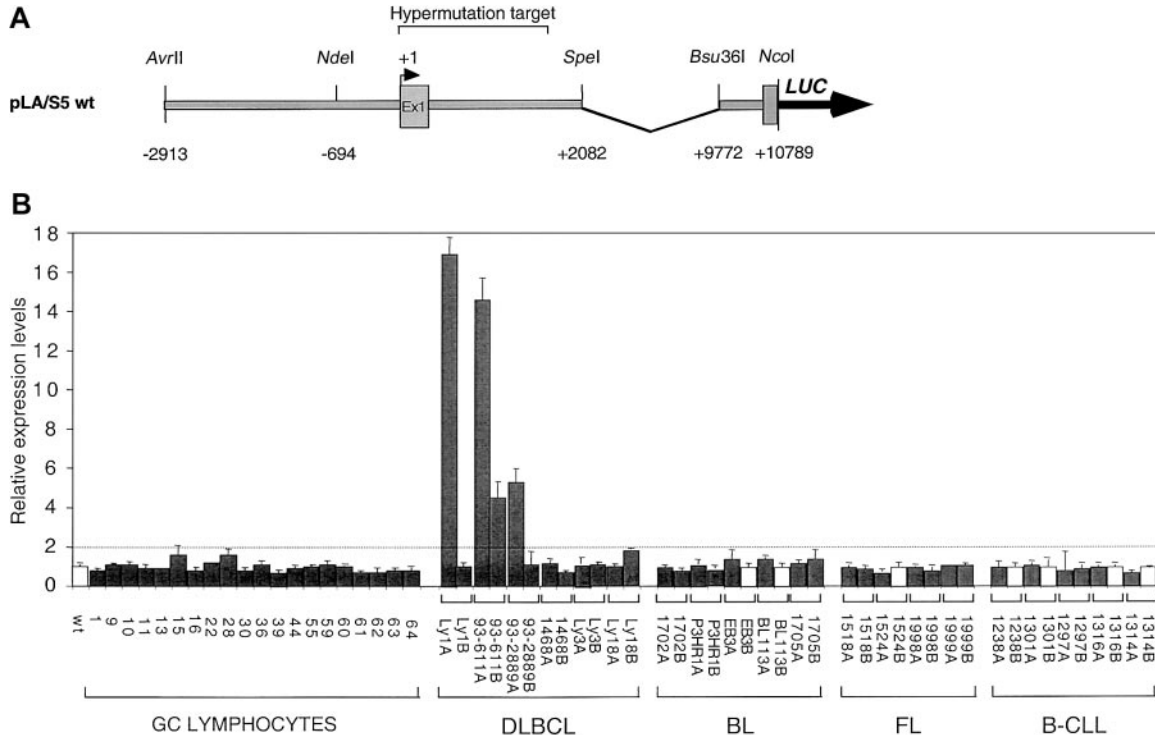 A
Hypermutation target
AvrII NdeI +1 SpeI Bsu36I NcoI
pLA/S5 wt Ex1 LUC
-2913 -694 +2082 +9772 +10789
B
Relative expression levels
18
16
14
12
10
8
6
4
2
0
wt 1 9 10 11 13 15 16 22 28 30 36 39 44 55 59 60 61 62 63 64 Ly1A Ly1B 93-611A 93-611B 93-2889A 93-2889B 1468A 1468B Ly3A Ly3B Ly18A Ly18B 1702A 1702B P3HR1A P3HR1B EB3A EB3B BL113A BL113B 1705A 1705B 1518A 1518B 1524A 1524B 1998A 1998B 1999A 1999B 1238A 1238B 1301A 1301B 1297A 1297B 1316A 1316B 1314A 1314B
GC LYMPHOCYTES DLBCL BL FL B-CLL